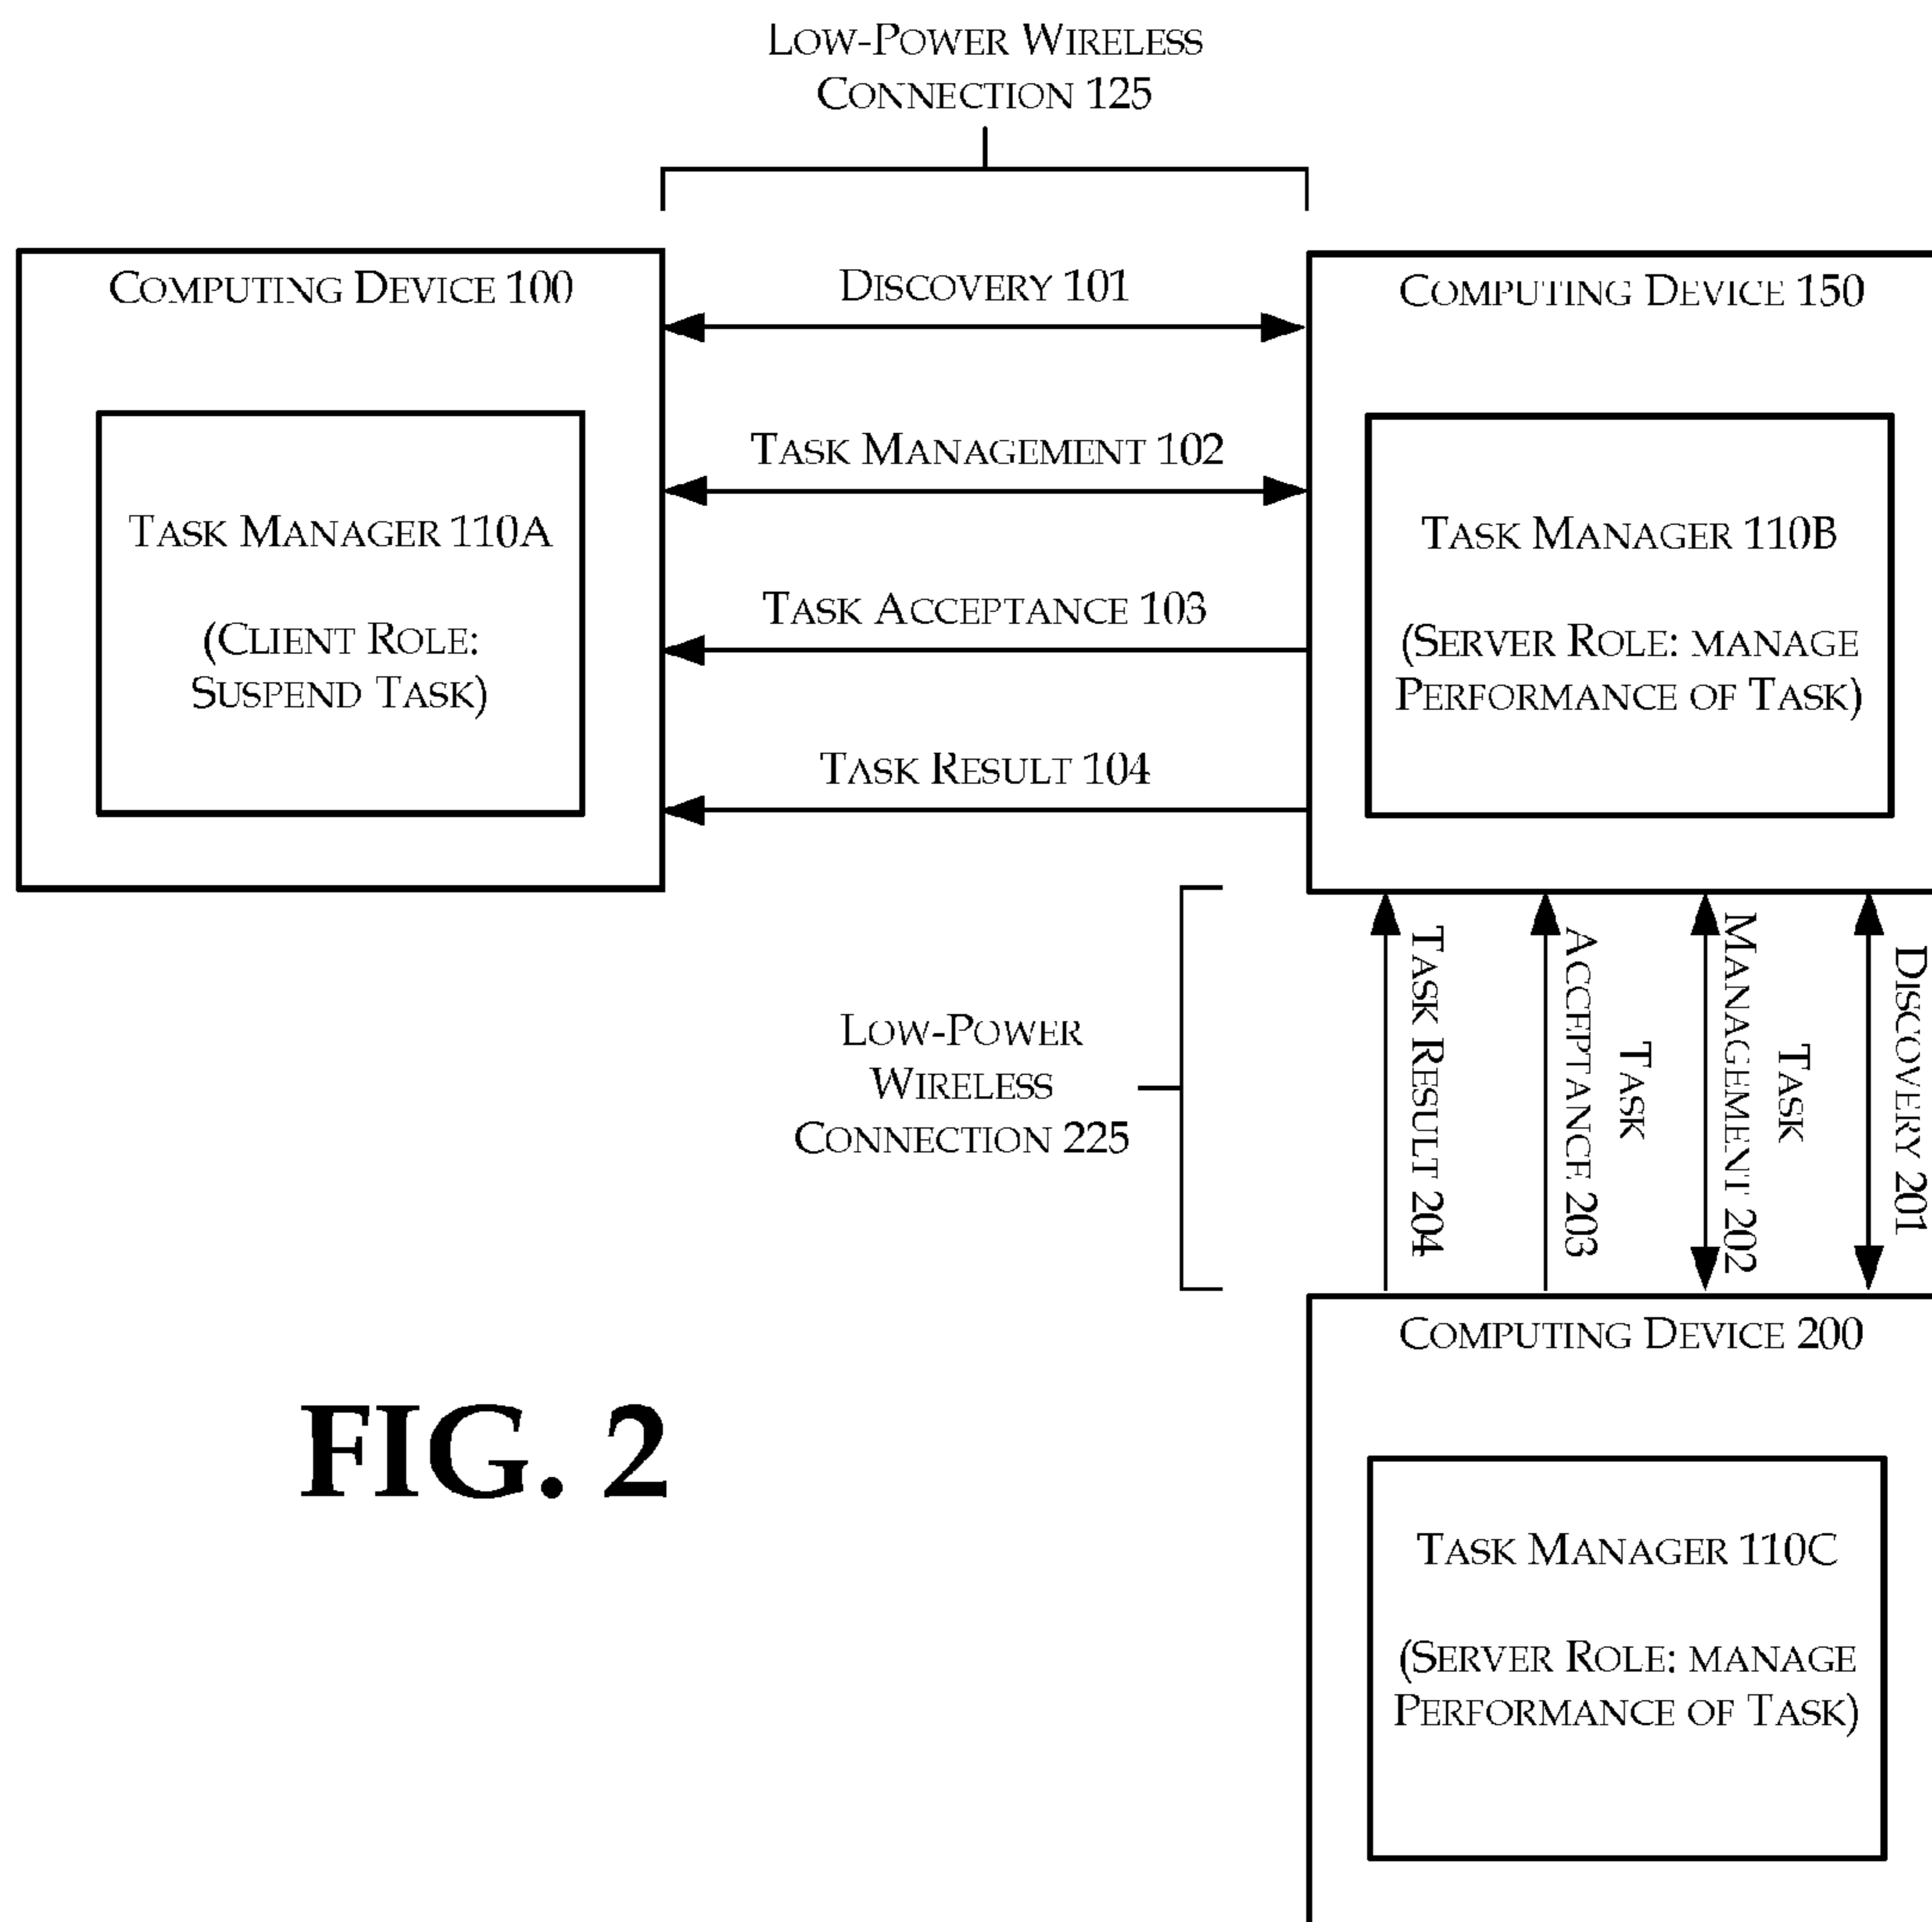 LOW-POWER WIRELESS
CONNECTION 125
COMPUTING DEVICE 100
DISCOVERY 101
COMPUTING DEVICE 150
TASK MANAGEMENT 102
TASK MANAGER 110A
(CLIENT ROLE:
SUSPEND TASK)
TASK ACCEPTANCE 103
TASK RESULT 104
TASK MANAGER 110B
(SERVER ROLE: MANAGE
PERFORMANCE OF TASK)
LOW-POWER
WIRELESS
CONNECTION 225
TASK RESULT 204
TASK
ACCEPTANCE 203
TASK
MANAGEMENT 202
DISCOVERY 201
COMPUTING DEVICE 200
TASK MANAGER 110C
(SERVER ROLE: MANAGE
PERFORMANCE OF TASK)
FIG. 2